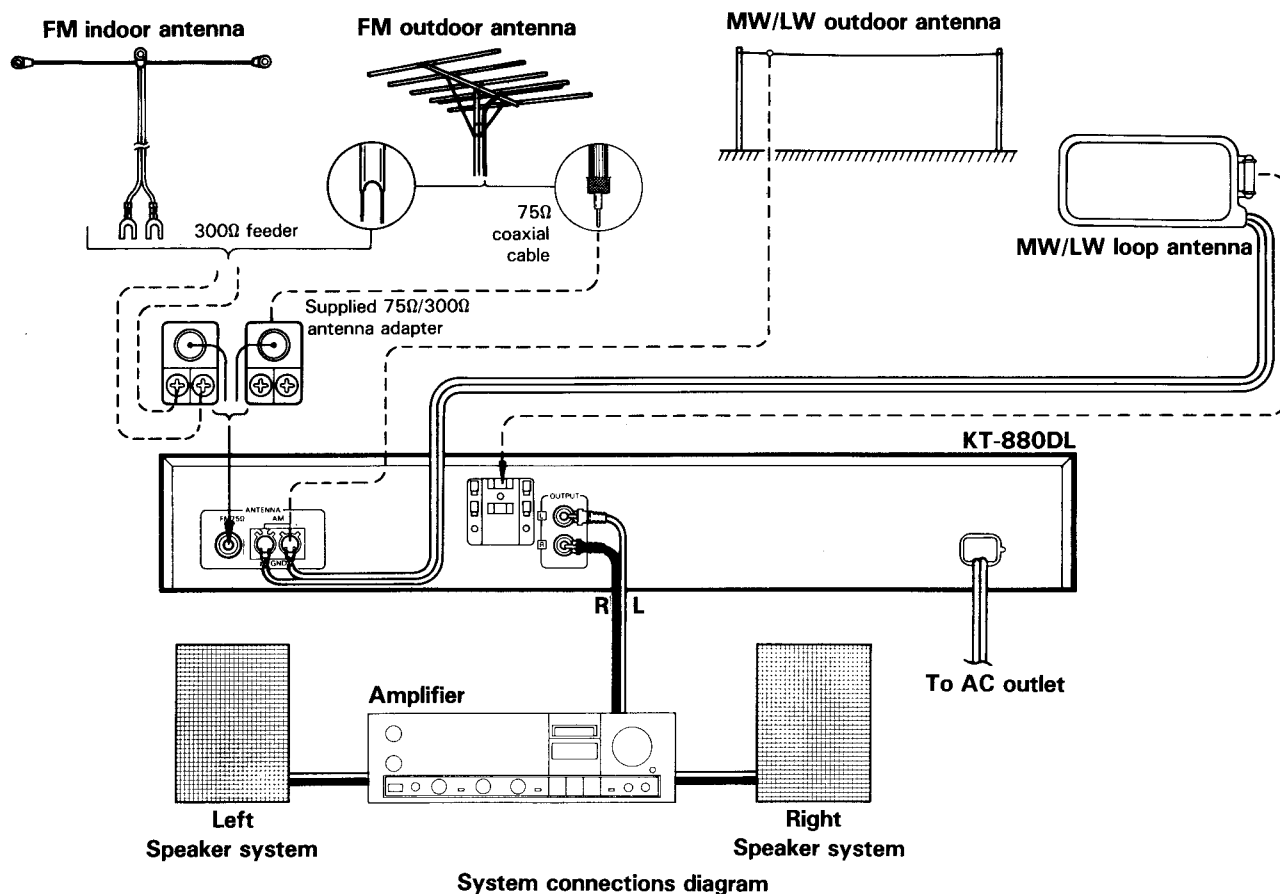 FM indoor antenna
FM outdoor antenna
MW/LW outdoor antenna
300Ω feeder
75Ω
coaxial
cable
MW/LW loop antenna
Supplied 75Ω/300Ω
antenna adapter
KT-880DL
ANTENNA
FM75Ω
AM
GND
OUTPUT
L
R
R
L
To AC outlet
Amplifier
Left
Speaker system
Right
Speaker system
System connections diagram